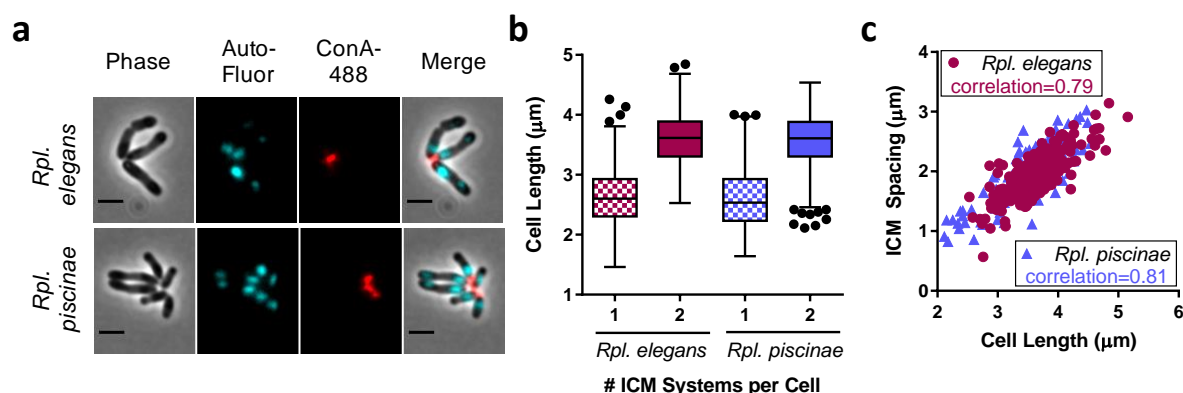 a
Phase
Auto-
Fluor
ConA-
488
Merge
Rpl.
elegans
Rpl.
piscinae
b
Cell Length (μm)
5
4
3
2
1
1
2
1
2
Rpl. elegans
Rpl. piscinae
# ICM Systems per Cell
c
ICM Spacing (μm)
4
3
2
1
0
Rpl. elegans
correlation=0.79
Rpl. piscinae
correlation=0.81
2
3
4
5
6
Cell Length (μm)